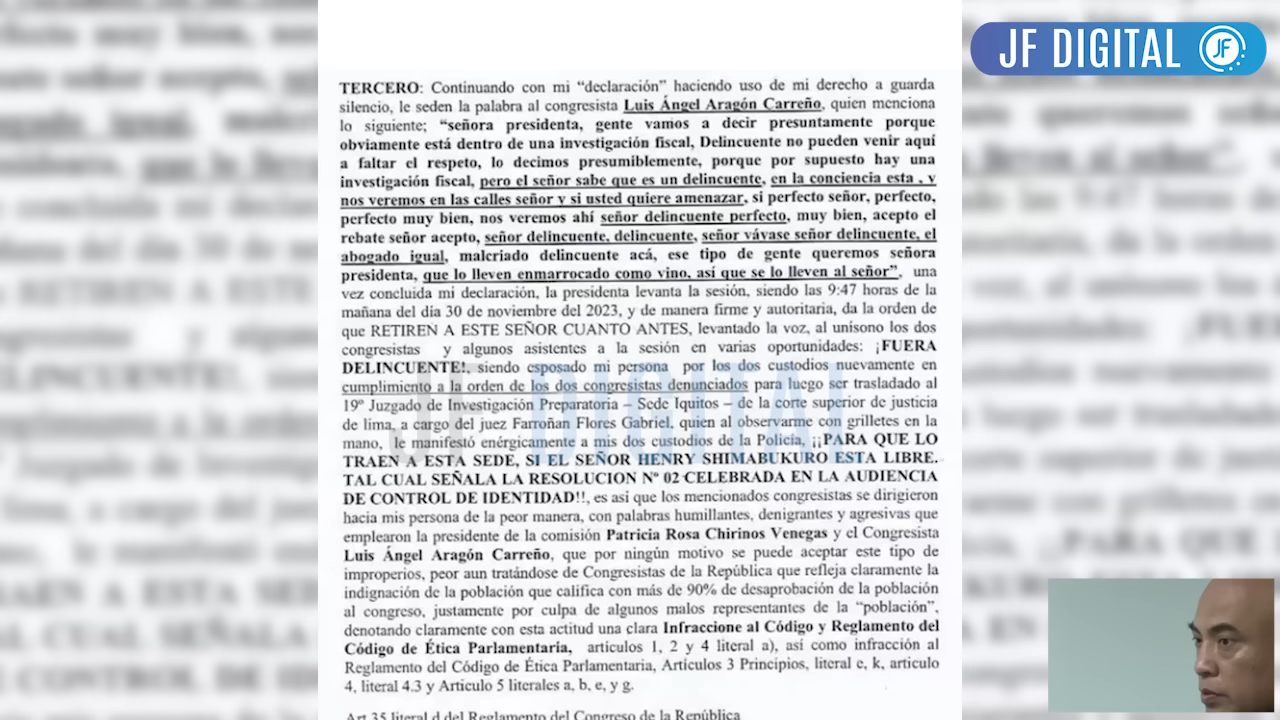 JF DIGITAL
JF
TERCERO: Continuando con mi “declaración” haciendo uso de mi derecho a guarda
silencio, le seden la palabra al congresista Luis Ángel Aragón Carreño, quien menciona
lo siguiente; “señora presidenta, gente vamos a decir presuntamente porque
obviamente está dentro de una investigación fiscal, Delincuente no pueden venir aquí
a faltar el respeto, lo decimos presumiblemente, porque por supuesto hay una
investigación fiscal, pero el señor sabe que es un delincuente, en la conciencia esta , y
nos veremos en las calles señor y si usted quiere amenazar, si perfecto señor, perfecto,
perfecto muy bien, nos veremos ahí señor delincuente perfecto, muy bien, acepto el
rebate señor acepto, señor delincuente, delincuente, señor vávase señor delincuente, el
abogado igual, malcriado delincuente acá, ese tipo de gente queremos señora
presidenta, que lo lleven enmarrocado como vino, así que se lo lleven al señor”, una
vez concluida mi declaración, la presidenta levanta la sesión, siendo las 9:47 horas de la
mañana del día 30 de noviembre del 2023, y de manera firme y autoritaria, da la orden de
que RETIREN A ESTE SEÑOR CUANTO ANTES, levantado la voz, al unísono los dos
congresistas y algunos asistentes a la sesión en varias oportunidades: ¡FUERA
DELINCUENTE!, siendo esposado mi persona por los dos custodios nuevamente en
cumplimiento a la orden de los dos congresistas denunciados para luego ser trasladado al
19º Juzgado de Investigación Preparatoria – Sede Iquitos – de la corte superior de justicia
de lima, a cargo del juez Farroñan Flores Gabriel, quien al observarme con grilletes en la
mano, le manifestó enérgicamente a mis dos custodios de la Policía, ¡¡PARA QUE LO
TRAEN A ESTA SEDE, SI EL SEÑOR HENRY SHIMABUKURO ESTA LIBRE.
TAL CUAL SEÑALA LA RESOLUCION Nº 02 CELEBRADA EN LA AUDIENCIA
DE CONTROL DE IDENTIDAD!!, es asi que los mencionados congresistas se dirigieron
hacia mis persona de la peor manera, con palabras humillantes, denigrantes y agresivas que
emplearon la presidente de la comisión Patricia Rosa Chirinos Venegas y el Congresista
Luis Ángel Aragón Carreño, que por ningún motivo se puede aceptar este tipo de
improperios, peor aun tratándose de Congresistas de la República que refleja claramente la
indignación de la población que califica con más de 90% de desaprobación de la población
al congreso, justamente por culpa de algunos malos representantes de la “población”,
denotando claramente con esta actitud una clara Infraccione al Código y Reglamento del
Código de Ética Parlamentaria, artículos 1, 2 y 4 literal a), así como infracción al
Reglamento del Código de Ética Parlamentaria, Artículos 3 Principios, literal c, k, articulo
4, literal 4.3 y Articulo 5 literales a, b, e, y g.
Art 35 literal d del Reglamento del Congreso de la República
JF DIGITAL